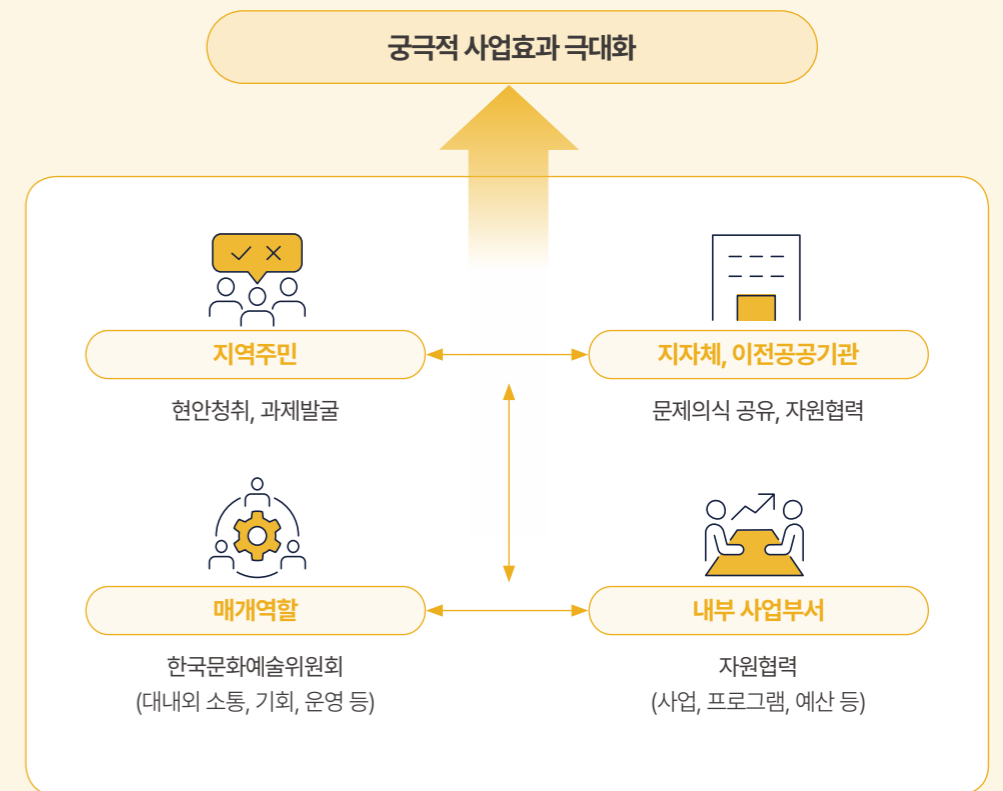 궁극적 사업효과 극대화
지역주민
현안청취, 과제발굴
지자체, 이전공공기관
문제의식 공유, 자원협력
매개역할
한국문화예술위원회
(대내외 소통, 기회, 운영 등)
내부 사업부서
자원협력
(사업, 프로그램, 예산 등)